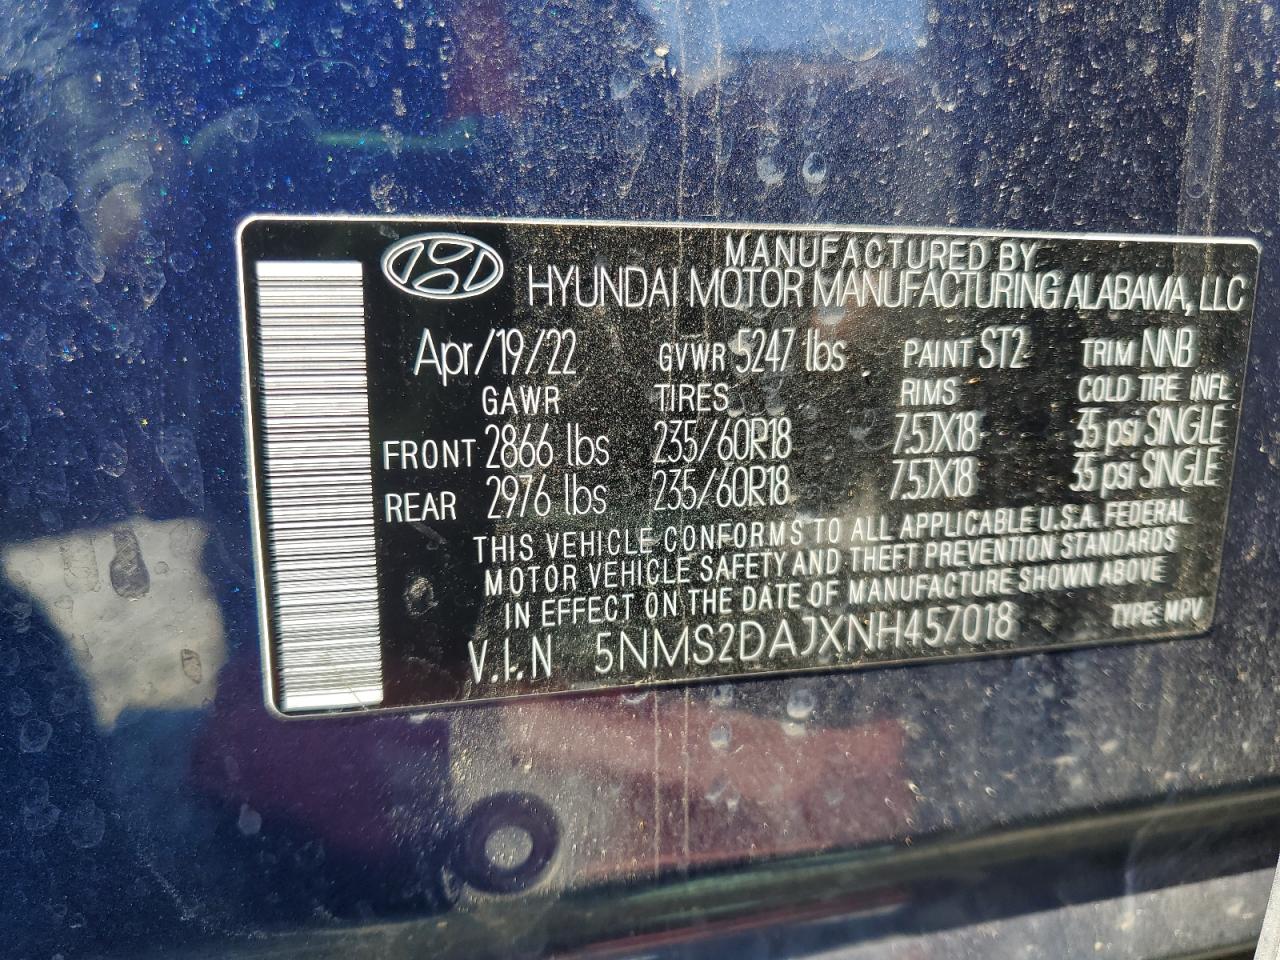 MANUFACTURED BY
HYUNDAI MOTOR MANUFACTURING ALABAMA, LLC
Apr/19/22 GVWR 5247 lbs PAINT ST2 TRIM NNB
GAWR TIRES RIMS COLD TIRE INFL
FRONT 2866 lbs 235/60R18 7.5JX18 35 psi SINGLE
REAR 2976 lbs 235/60R18 7.5JX18 35 psi SINGLE
THIS VEHICLE CONFORMS TO ALL APPLICABLE U.S.A. FEDERAL
MOTOR VEHICLE SAFETY AND THEFT PREVENTION STANDARDS
IN EFFECT ON THE DATE OF MANUFACTURE SHOWN ABOVE
V.I.N 5NMS2DAJXNH457018 TYPE: MPV